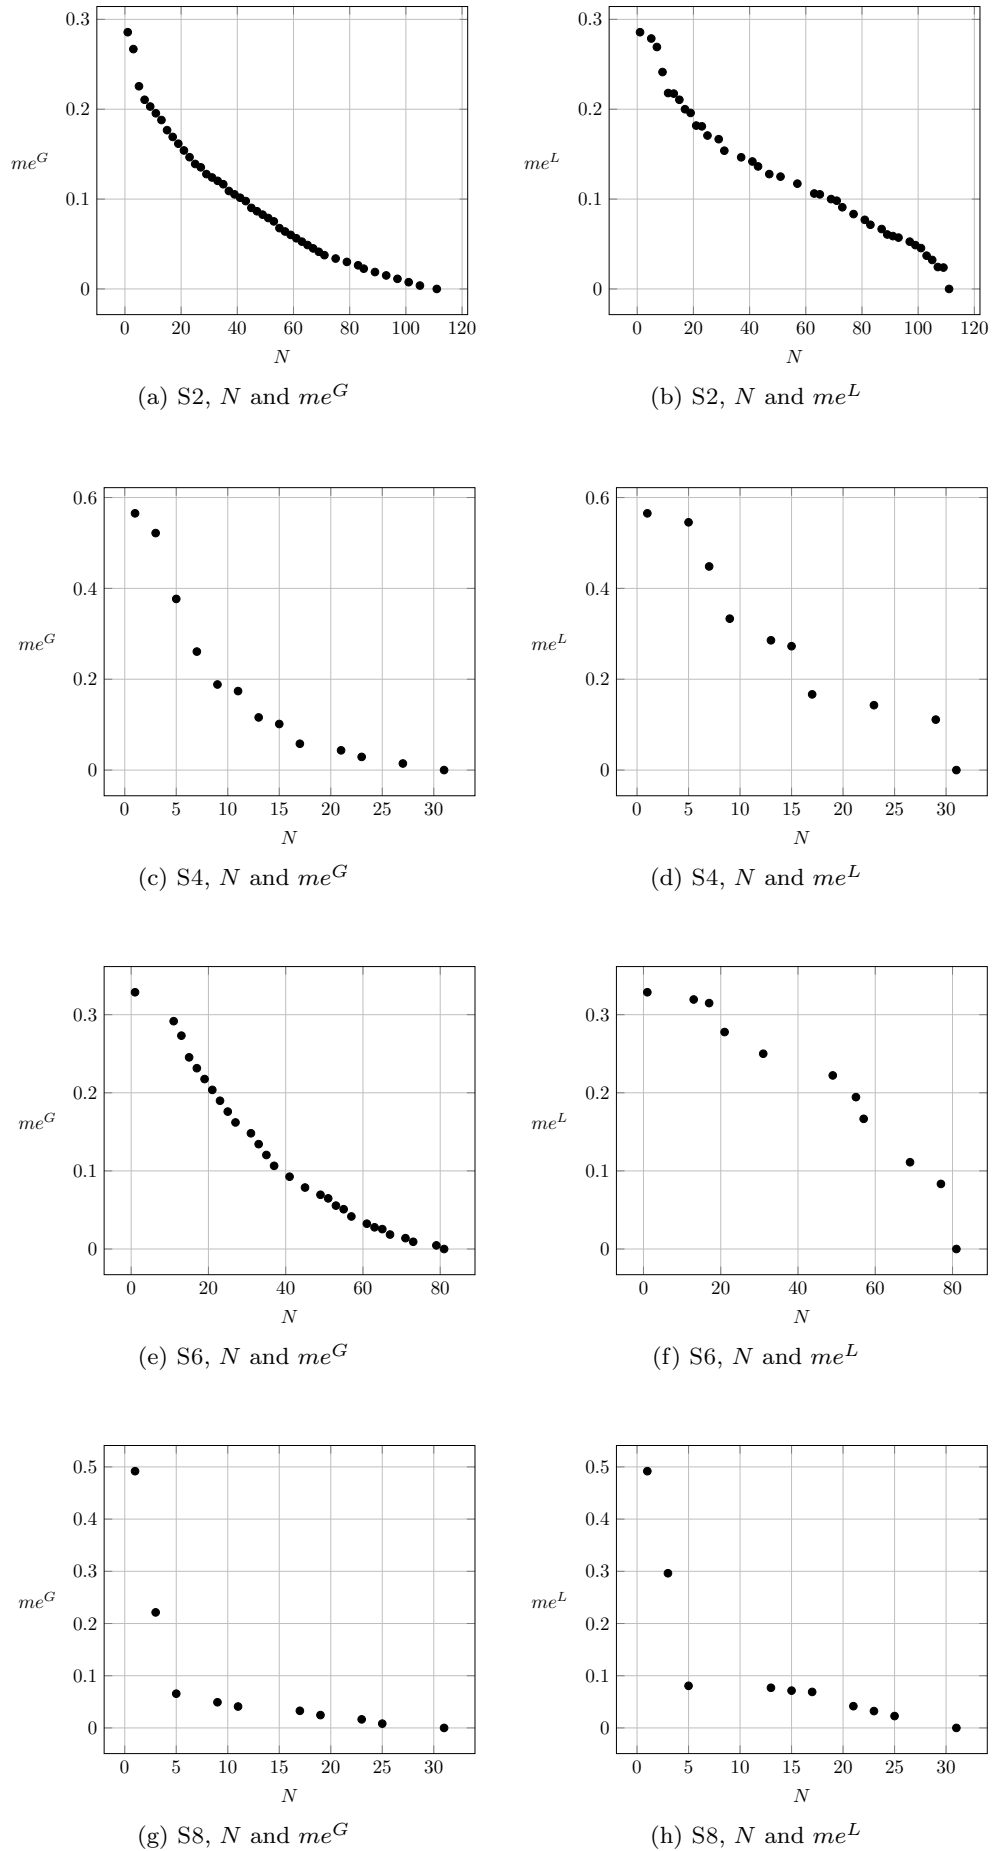 0.3
0.2
0.1
0
me^G
0 20 40 60 80 100 120
N
(a) S2, N and me^G
0.3
0.2
0.1
0
me^L
0 20 40 60 80 100 120
N
(b) S2, N and me^L
0.6
0.4
0.2
0
me^G
0 5 10 15 20 25 30
N
(c) S4, N and me^G
0.6
0.4
0.2
0
me^L
0 5 10 15 20 25 30
N
(d) S4, N and me^L
0.3
0.2
0.1
0
me^G
0 20 40 60 80
N
(e) S6, N and me^G
0.3
0.2
0.1
0
me^L
0 20 40 60 80
N
(f) S6, N and me^L
0.5
0.4
0.3
0.2
0.1
0
me^G
0 5 10 15 20 25 30
N
(g) S8, N and me^G
0.5
0.4
0.3
0.2
0.1
0
me^L
0 5 10 15 20 25 30
N
(h) S8, N and me^L